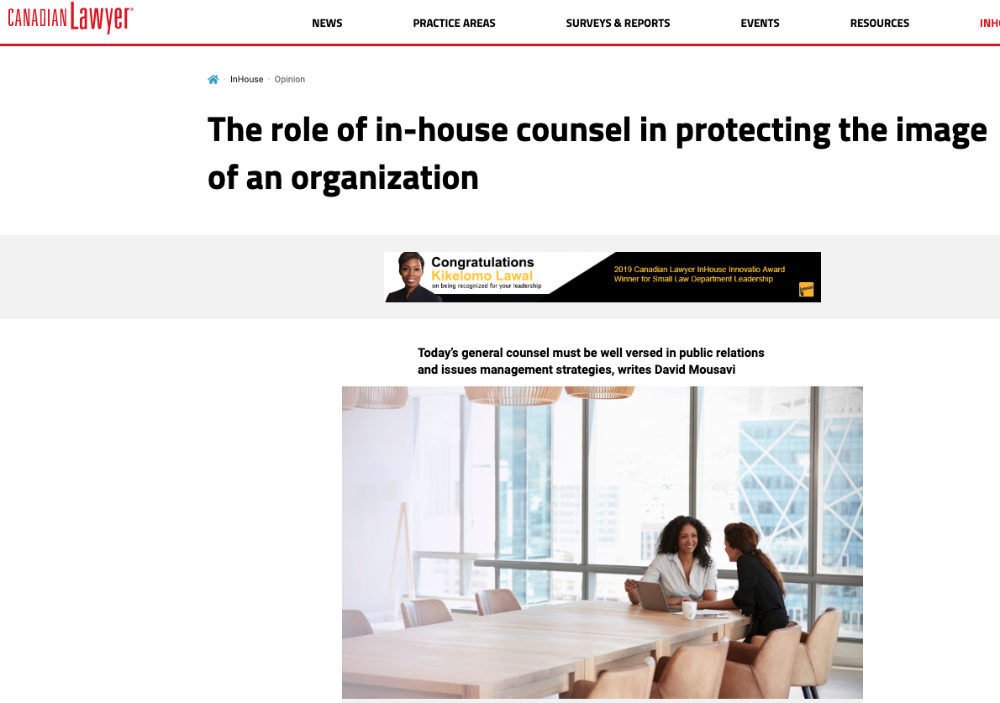 CANADIAN Lawyer
NEWS
PRACTICE AREAS
SURVEYS & REPORTS
EVENTS
RESOURCES
INHO
InHouse · Opinion
The role of in-house counsel in protecting the image
of an organization
Congratulations
Kikelomo Lawal
on being recognized for your leadership
2019 Canadian Lawyer InHouse Innovatio Award
Winner for Small Law Department Leadership
Today's general counsel must be well versed in public relations
and issues management strategies, writes David Mousavi